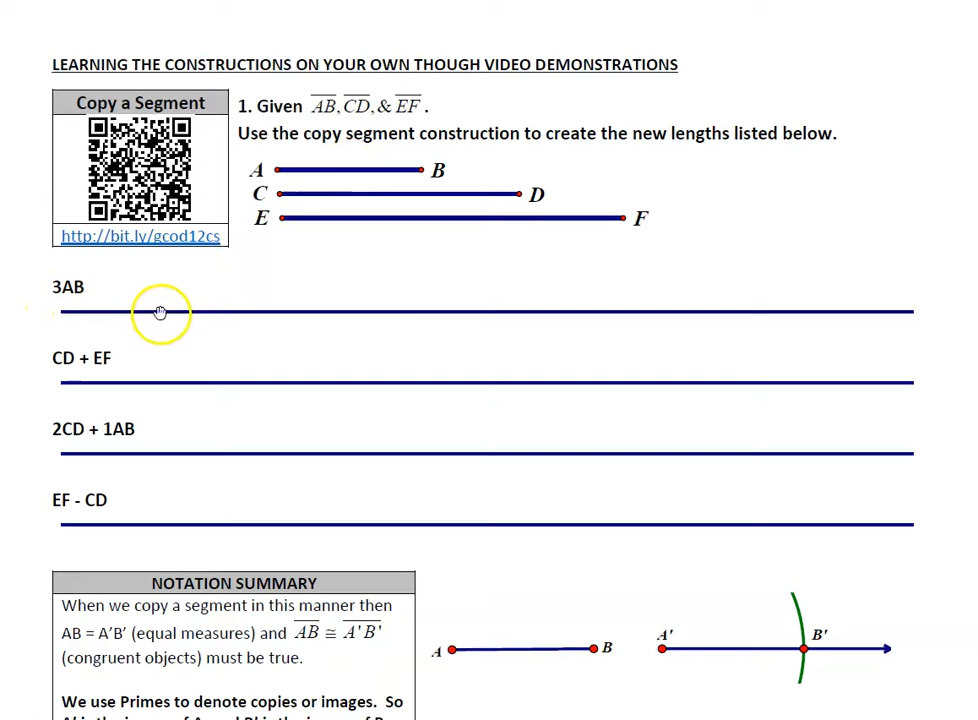 LEARNING THE CONSTRUCTIONS ON YOUR OWN THOUGH VIDEO DEMONSTRATIONS
Copy a Segment
http://bit.ly/gcod12cs
1. Given AB, CD, & EF.
Use the copy segment construction to create the new lengths listed below.
A B
C D
E F
3AB
CD + EF
2CD + 1AB
EF - CD
NOTATION SUMMARY
When we copy a segment in this manner then
AB = A’B’ (equal measures) and AB ≅ A'B'
(congruent objects) must be true.
We use Primes to denote copies or images. So
A B
A' B'